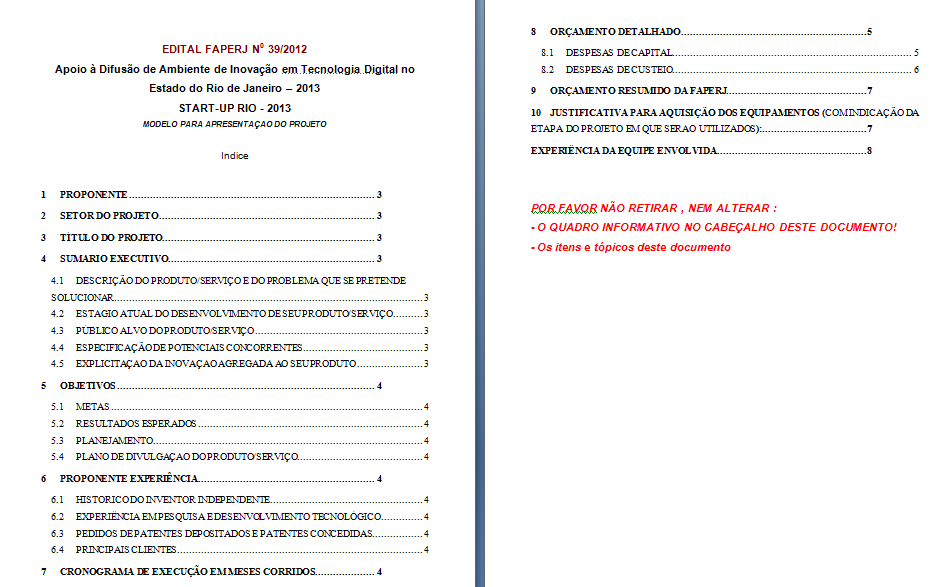 EDITAL FAPERJ Nº 39/2012
Apoio à Difusão de Ambiente de Inovação em Tecnologia Digital no
Estado do Rio de Janeiro – 2013
START-UP RIO - 2013
MODELO PARA APRESENTAÇAO DO PROJETO
Indice
1 PROPONENTE ........ 3
2 SETOR DO PROJETO ........ 3
3 TÍTULO DO PROJETO ........ 3
4 SUMARIO EXECUTIVO ........ 3
4.1 DESCRIÇÃO DO PRODUTO/SERVIÇO E DO PROBLEMA QUE SE PRETENDE
SOLUCIONAR ........ 3
4.2 ESTAGIO ATUAL DO DESENVOLVIMENTO DE SEU PRODUTO/SERVIÇO ........ 3
4.3 PÚBLICO ALVO DO PRODUTO/SERVIÇO ........ 3
4.4 ESPECIFICAÇÃO DE POTENCIAIS CONCORRENTES ........ 3
4.5 EXPLICITAÇAO DA INOVAÇAO AGREGADA AO SEU PRODUTO ........ 3
5 OBJETIVOS ........ 4
5.1 METAS ........ 4
5.2 RESULTADOS ESPERADOS ........ 4
5.3 PLANEJAMENTO ........ 4
5.4 PLANO DE DIVULGAÇAO DO PRODUTO/SERVIÇO ........ 4
6 PROPONENTE EXPERIÊNCIA ........ 4
6.1 HISTORICO DO INVENTOR INDEPENDENTE ........ 4
6.2 EXPERIÊNCIA EM PESQUISA E DESENVOLVIMENTO TECNOLÓGICO ........ 4
6.3 PEDIDOS DE PATENTES DEPOSITADOS E PATENTES CONCEDIDAS ........ 4
6.4 PRINCIPAIS CLIENTES ........ 4
7 CRONOGRAMA DE EXECUÇÃO EM MESES CORRIDOS ........ 4
8 ORÇAMENTO DETALHADO ........ 5
8.1 DESPESAS DE CAPITAL ........ 5
8.2 DESPESAS DE CUSTEIO ........ 6
9 ORÇAMENTO RESUMIDO DA FAPERJ ........ 7
10 JUSTIFICATIVA PARA AQUISIÇÃO DOS EQUIPAMENTOS (COM INDICAÇÃO DA
ETAPA DO PROJETO EM QUE SERAO UTILIZADOS): ........ 7
EXPERIÊNCIA DA EQUIPE ENVOLVIDA ........ 8
POR FAVOR NÃO RETIRAR , NEM ALTERAR :
- O QUADRO INFORMATIVO NO CABEÇALHO DESTE DOCUMENTO!
- Os itens e tópicos deste documento